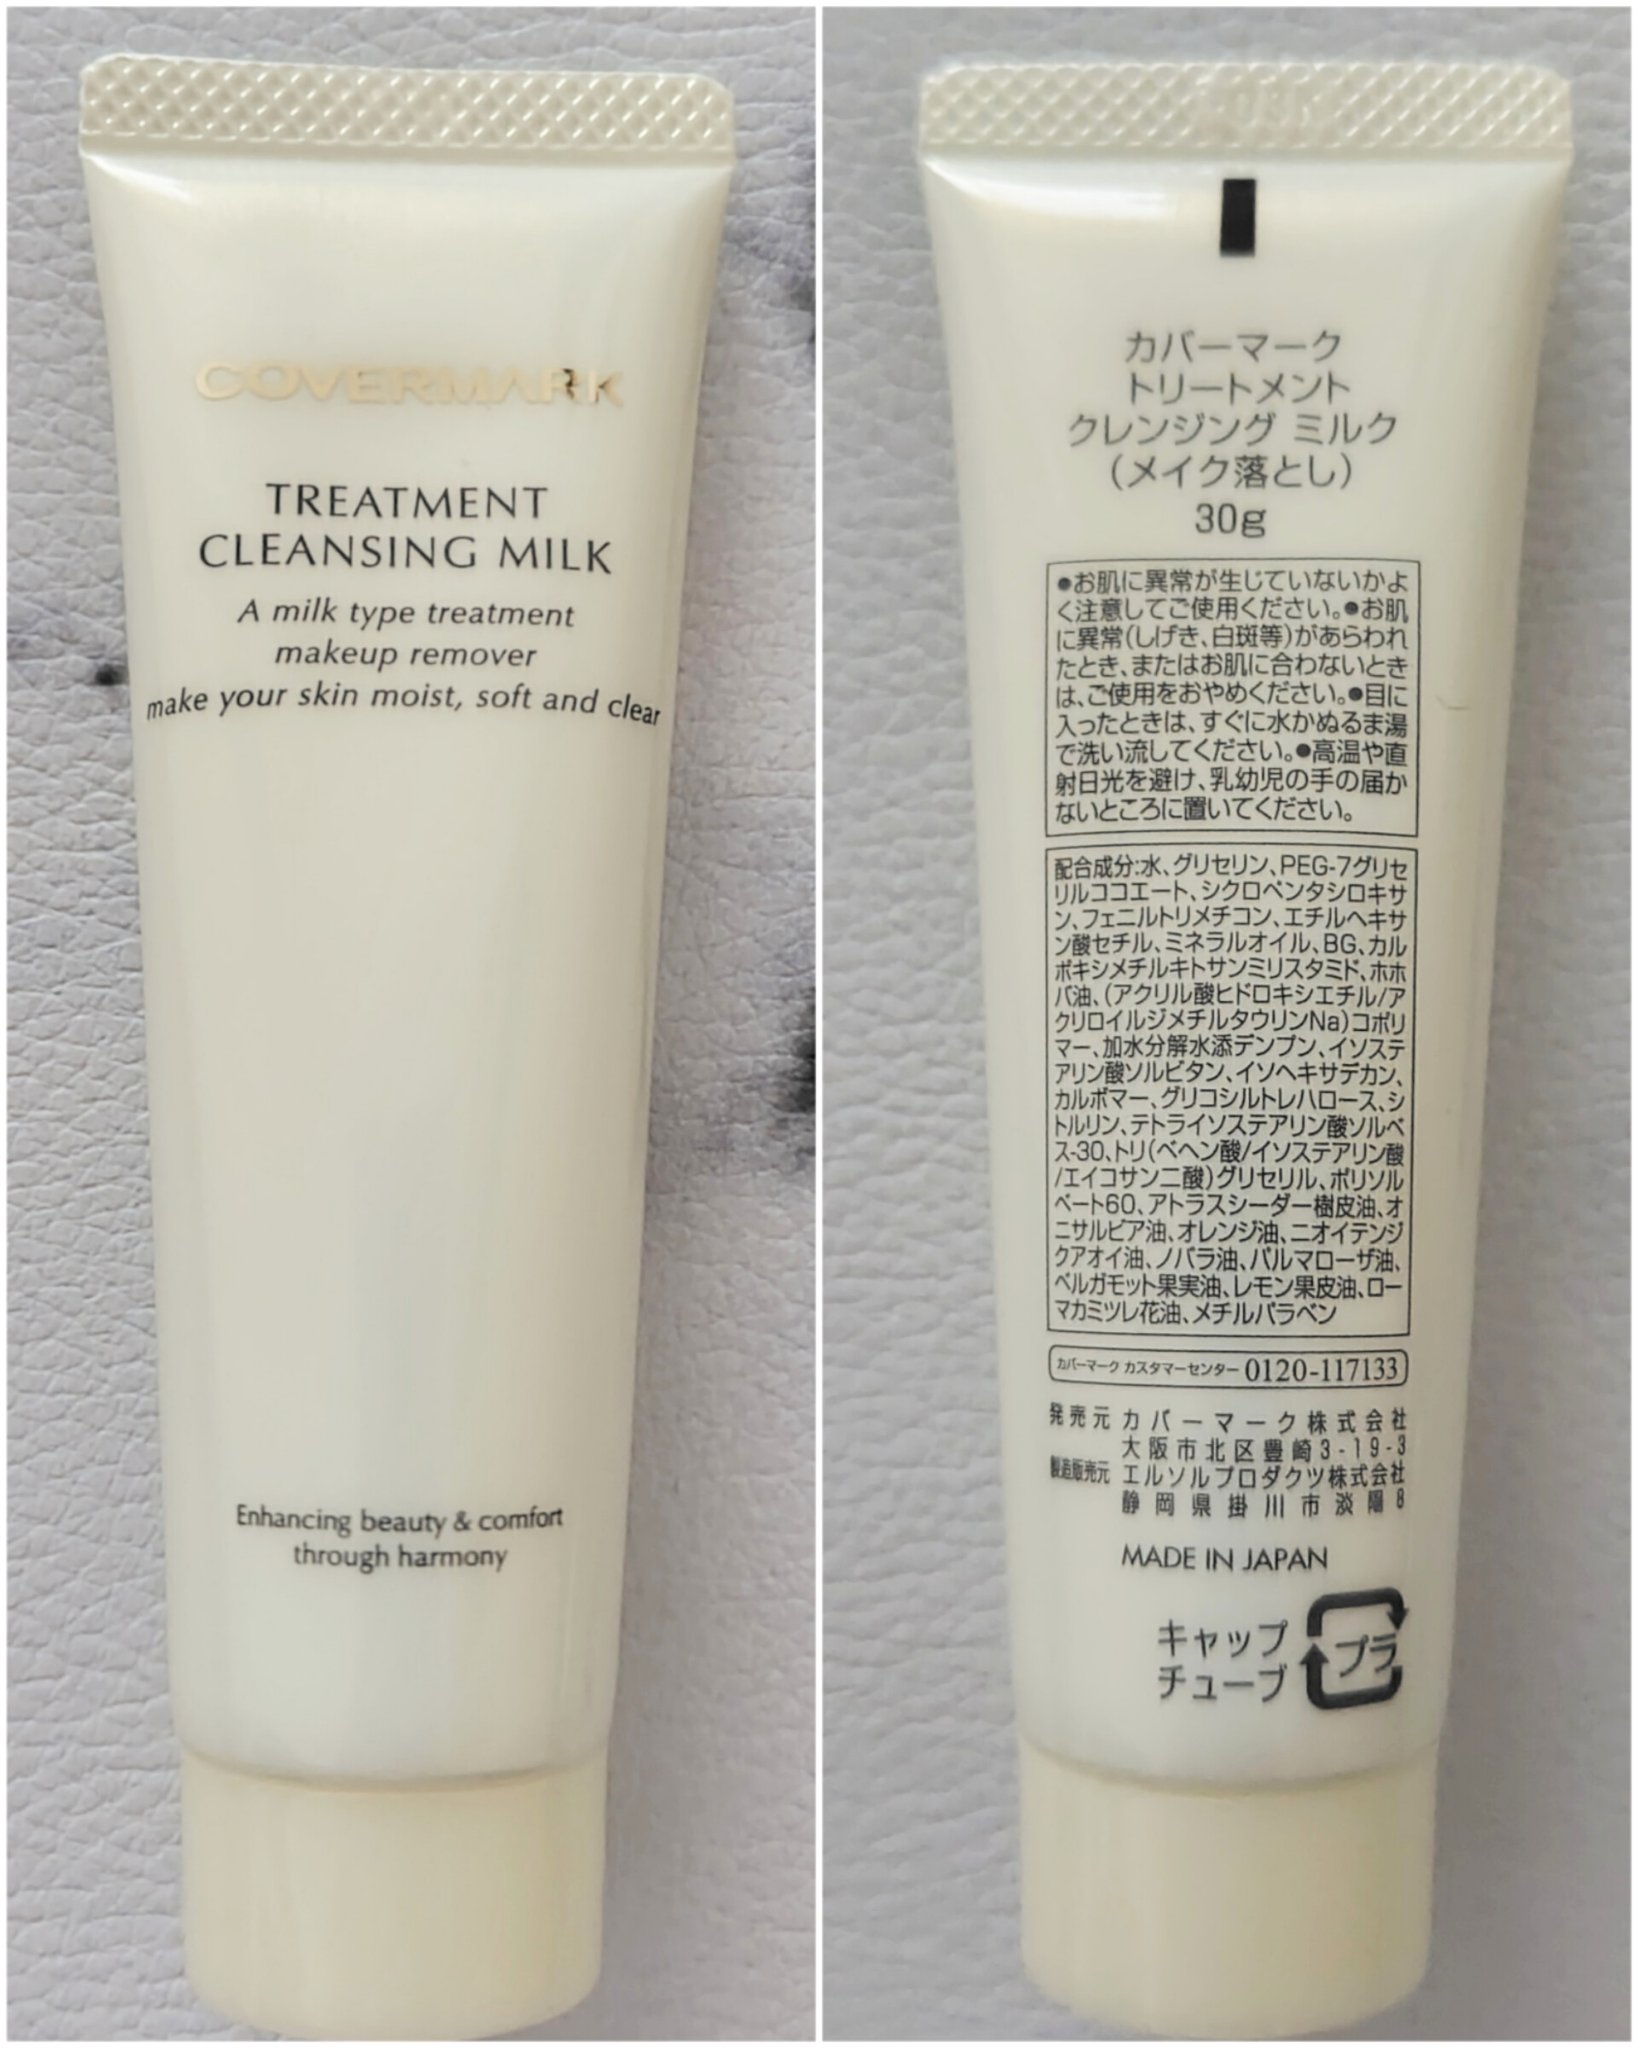 COVERMARK
TREATMENT
CLEANSING MILK
A milk type treatment
makeup remover
make your skin moist, soft and clear
Enhancing beauty & comfort
through harmony
カバーマーク
トリートメント
クレンジング ミルク
(メイク落とし)
30g
●お肌に異常が生じていないかよ
く注意してご使用ください。●お肌
に異常(しげき、白斑等)があらわれ
たとき、またはお肌に合わないとき
は、ご使用をおやめください。●目に
入ったときは、すぐに水かぬるま湯
で洗い流してください。●高温や直
射日光を避け、乳幼児の手の届か
ないところに置いてください。
配合成分:水、グリセリン、PEG-7グリセ
リルココエート、シクロペンタシロキサ
ン、フェニルトリメチコン、エチルヘキサ
ン酸セチル、ミネラルオイル、BG、カル
ボキシメチルキトサンミリスタミド、ホホ
バ油、(アクリル酸ヒドロキシエチル/ア
クリロイルジメチルタウリンNa)コポリ
マー、加水分解水添デンプン、イソステ
アリン酸ソルビタン、イソヘキサデカン、
カルボマー、グリコシルトレハロース、シ
トルリン、テトライソステアリン酸ソルベ
ス-30、トリ(ベヘン酸/イソステアリン酸
/エイコサン二酸)グリセリル、ポリソル
ベート60、アトラスシーダー樹皮油、オ
ニサルビア油、オレンジ油、ニオイテンジ
クアオイ油、ノバラ油、パルマローザ油、
ベルガモット果実油、レモン果皮油、ロー
マカミツレ花油、メチルパラベン
カバーマーク カスタマーセンター 0120-117133
発売元 カバーマーク株式会社
大阪市北区豊崎3-19-3
製造販売元 エルソルプロダクツ株式会社
静岡県掛川市淡陽8
MADE IN JAPAN
キャップ
チューブ
プラ